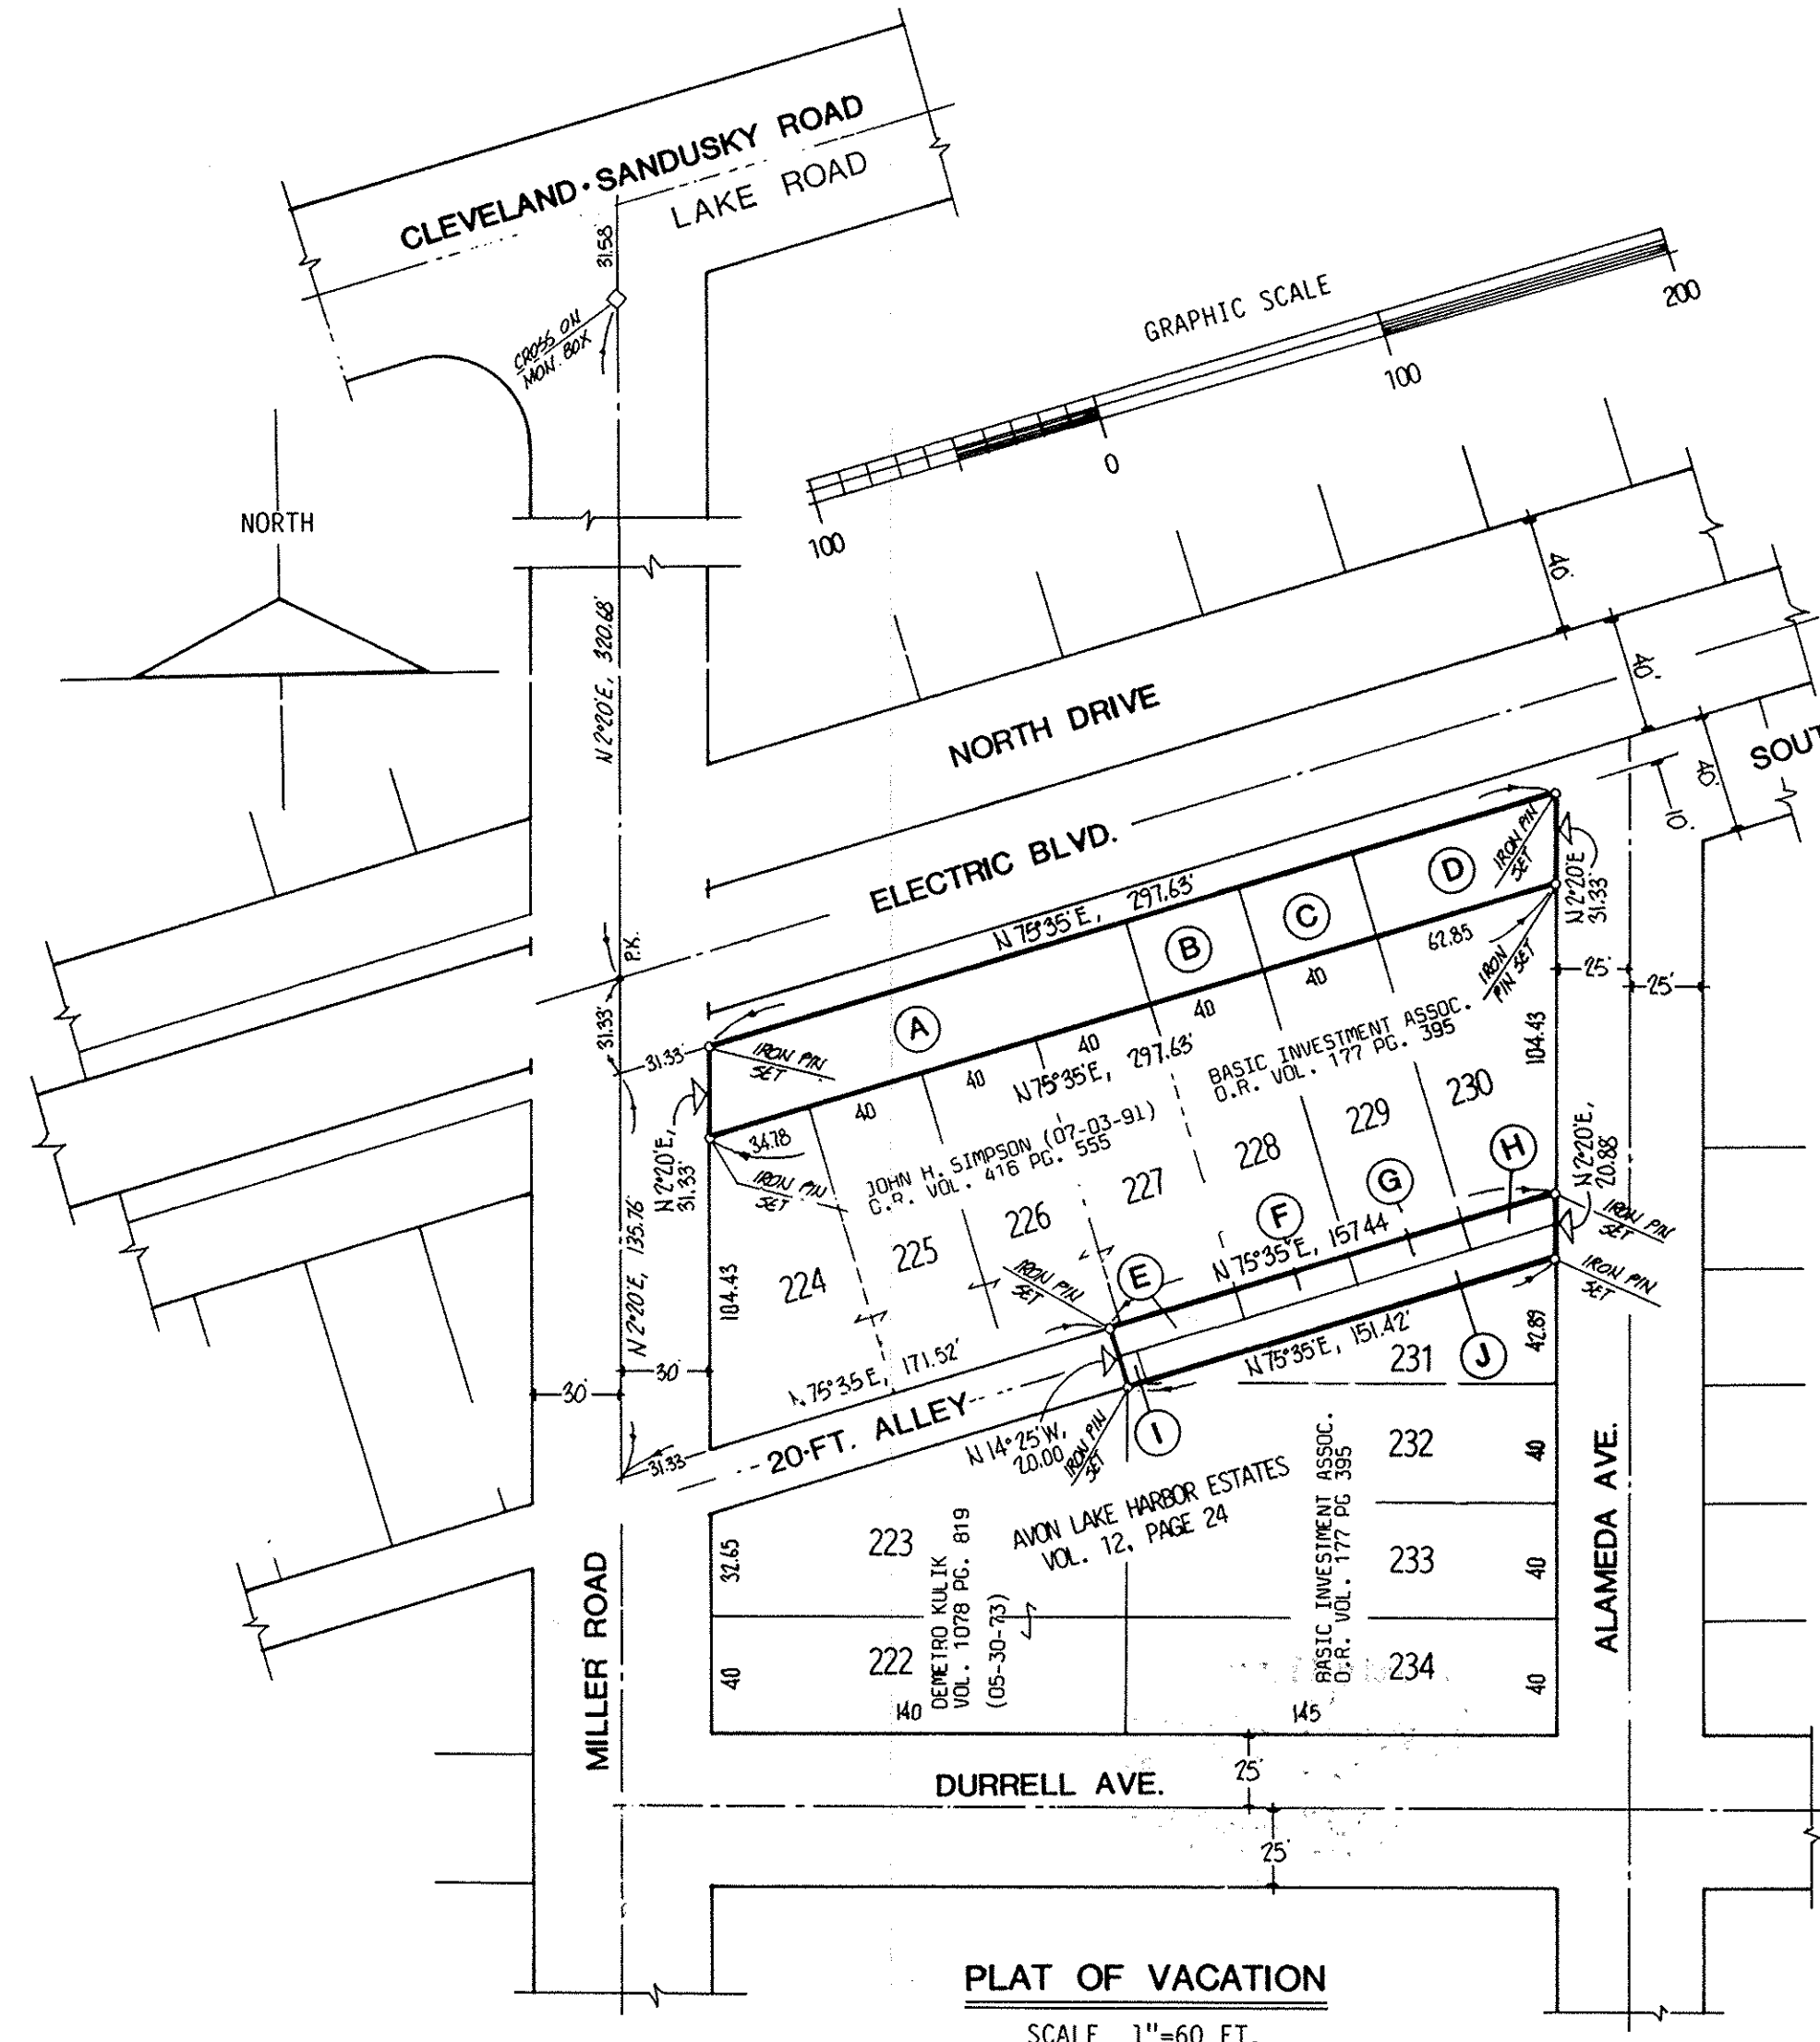 CLEVELAND·SANDUSKY ROAD
LAKE ROAD
31.58
CROSS ON
MON. BOX
GRAPHIC SCALE
100
0
100
200
NORTH
N 2°20'E, 320.68'
40'
40'
40'
10'
NORTH DRIVE
SOUT
ELECTRIC BLVD.
P.K.
31.33'
31.33'
N 75°35'E, 297.63'
A
B
C
D
IRON PIN
SET
N 2°20'E
31.33'
IRON PIN
SET
IRON
PIN SET
25'
25'
N 2°20'E,
31.33'
34.78
40
40
40
40
40
62.85
N 75°35'E, 297.63'
IRON PIN
SET
JOHN H. SIMPSON (07-03-91)
O.R. VOL. 416 PG. 555
BASIC INVESTMENT ASSOC.
O.R. VOL. 177 PG. 395
104.43
104.43
224
225
226
227
228
229
230
N 2°20'E, 135.76'
E
F
G
H
N 75°35'E, 157.44
N 2°20'E,
20.88'
IRON PIN
SET
IRON PIN
SET
IRON PIN
SET
30'
30'
N 75°35'E, 171.52'
N 75°35'E, 151.42'
231
J
42.89
31.33
20-FT. ALLEY
N 14°25'W,
20.00
IRON PIN
SET
I
AVON LAKE HARBOR ESTATES
VOL. 12, PAGE 24
32.65
223
DEMETRO KULIK
VOL. 1078 PG. 819
(05-30-73)
BASIC INVESTMENT ASSOC.
O.R. VOL. 177 PG 395
232
40
233
40
40
222
140
145
234
40
MILLER ROAD
ALAMEDA AVE.
DURRELL AVE.
25'
25'
PLAT OF VACATION
SCALE 1"=60 FT.